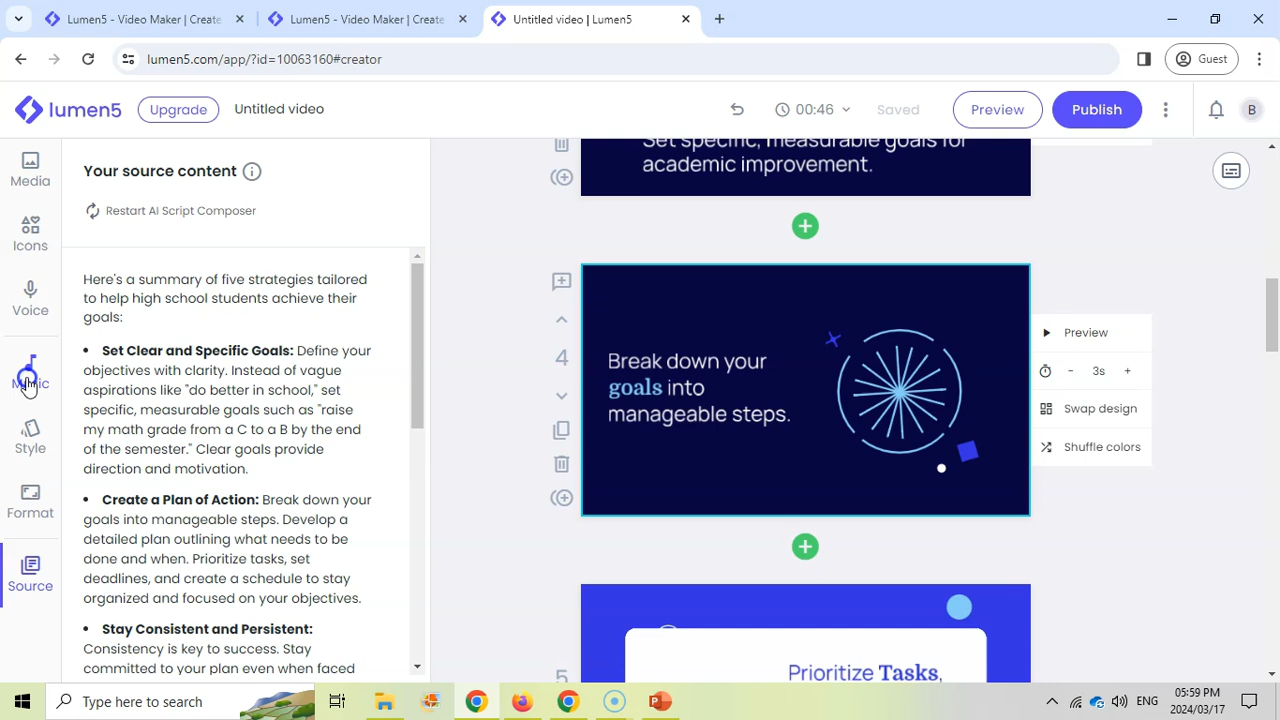 Lumen5 - Video Maker | Create
Lumen5 - Video Maker | Create
Untitled video | Lumen5
lumen5.com/app/?id=10063160#creator
Guest
lumen5
Upgrade
Untitled video
00:46
Saved
Preview
Publish
B
Media
Icons
Voice
Music
Style
Format
Source
Your source content
Restart AI Script Composer
Here's a summary of five strategies tailored
to help high school students achieve their
goals:
• Set Clear and Specific Goals: Define your
objectives with clarity. Instead of vague
aspirations like "do better in school," set
specific, measurable goals such as "raise
my math grade from a C to a B by the end
of the semester." Clear goals provide
direction and motivation.
• Create a Plan of Action: Break down your
goals into manageable steps. Develop a
detailed plan outlining what needs to be
done and when. Prioritize tasks, set
deadlines, and create a schedule to stay
organized and focused on your objectives.
• Stay Consistent and Persistent:
Consistency is key to success. Stay
committed to your plan even when faced
Set specific, measurable goals for
academic improvement.
4
Break down your
goals into
manageable steps.
Preview
- 3s +
Swap design
Shuffle colors
5
Prioritize Tasks,
Type here to search
ENG
05:59 PM
2024/03/17